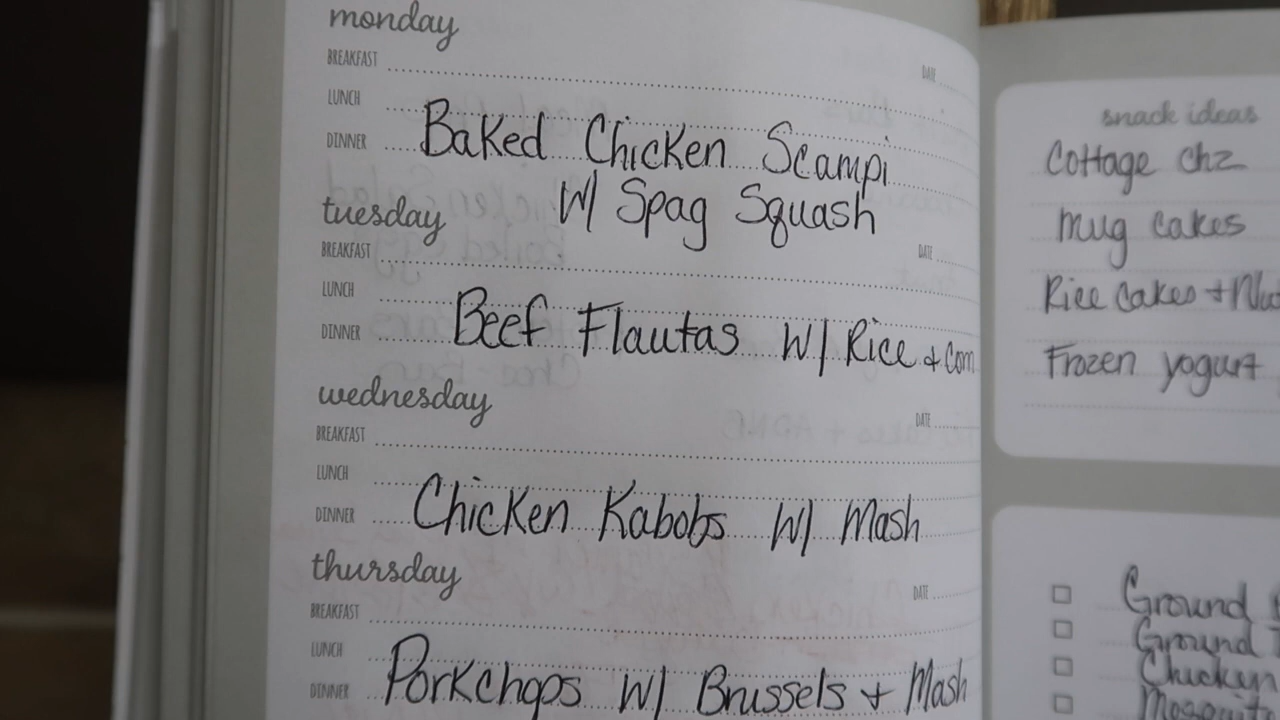 monday
BREAKFAST
DATE
LUNCH
DINNER Baked Chicken Scampi
W/ Spag Squash
tuesday
BREAKFAST
DATE
LUNCH
DINNER Beef Flautas W/ Rice + Corn
wednesday
DATE
BREAKFAST
LUNCH
DINNER Chicken Kabobs W/ Mash
thursday
DATE
BREAKFAST
LUNCH
DINNER Porkchops W/ Brussels + Mash
snack ideas
Cottage chz
Mug cakes
Rice Cakes +
Frozen yogurt
Ground
Ground
Chicken